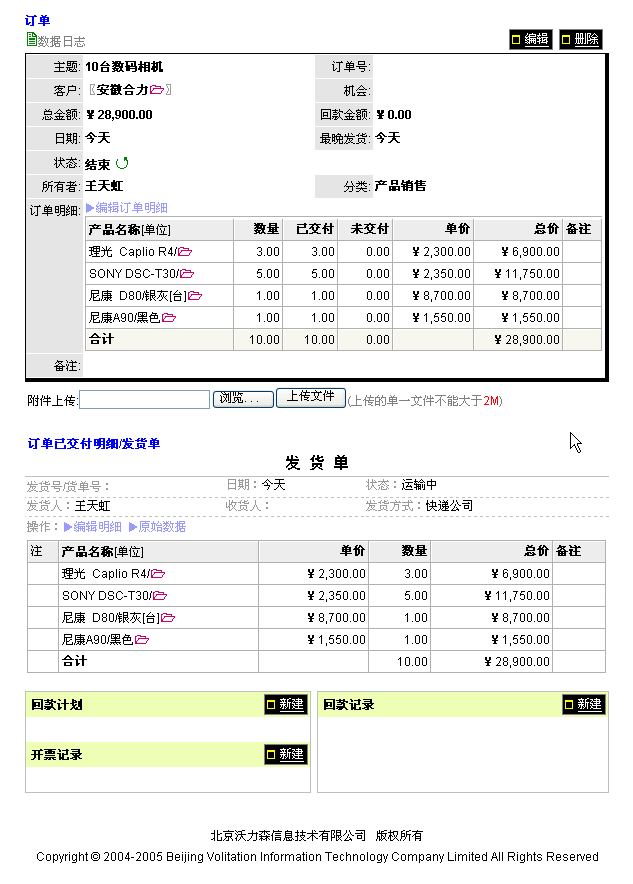 订单
数据日志 编辑 删除
主题: 10台数码相机 订单号:
客户: 〖安徽合力〗 机会:
总金额: ¥ 28,900.00 回款金额: ¥ 0.00
日期: 今天 最晚发货: 今天
状态: 结束
所有者: 王天虹 分类: 产品销售
订单明细: ▶编辑订单明细
产品名称[单位] 数量 已交付 未交付 单价 总价 备注
理光 Caplio R4/ 3.00 3.00 0.00 ¥ 2,300.00 ¥ 6,900.00
SONY DSC-T30/ 5.00 5.00 0.00 ¥ 2,350.00 ¥ 11,750.00
尼康 D80/银灰[台] 1.00 1.00 0.00 ¥ 8,700.00 ¥ 8,700.00
尼康A90/黑色 1.00 1.00 0.00 ¥ 1,550.00 ¥ 1,550.00
合计 10.00 10.00 0.00 ¥ 28,900.00
备注:
附件上传: 浏览... 上传文件 (上传的单一文件不能大于2M)
订单已交付明细/发货单
发 货 单
发货号/货单号: 日期: 今天 状态: 运输中
发货人: 王天虹 收货人: 发货方式: 快递公司
操作: ▶编辑明细 ▶原始数据
注 产品名称[单位] 单价 数量 总价 备注
理光 Caplio R4/ ¥ 2,300.00 3.00 ¥ 6,900.00
SONY DSC-T30/ ¥ 2,350.00 5.00 ¥ 11,750.00
尼康 D80/银灰[台] ¥ 8,700.00 1.00 ¥ 8,700.00
尼康A90/黑色 ¥ 1,550.00 1.00 ¥ 1,550.00
合计 10.00 ¥ 28,900.00
回款计划 新建 回款记录 新建
开票记录 新建
北京沃力森信息技术有限公司 版权所有
Copyright © 2004-2005 Beijing Volitation Information Technology Company Limited All Rights Reserved